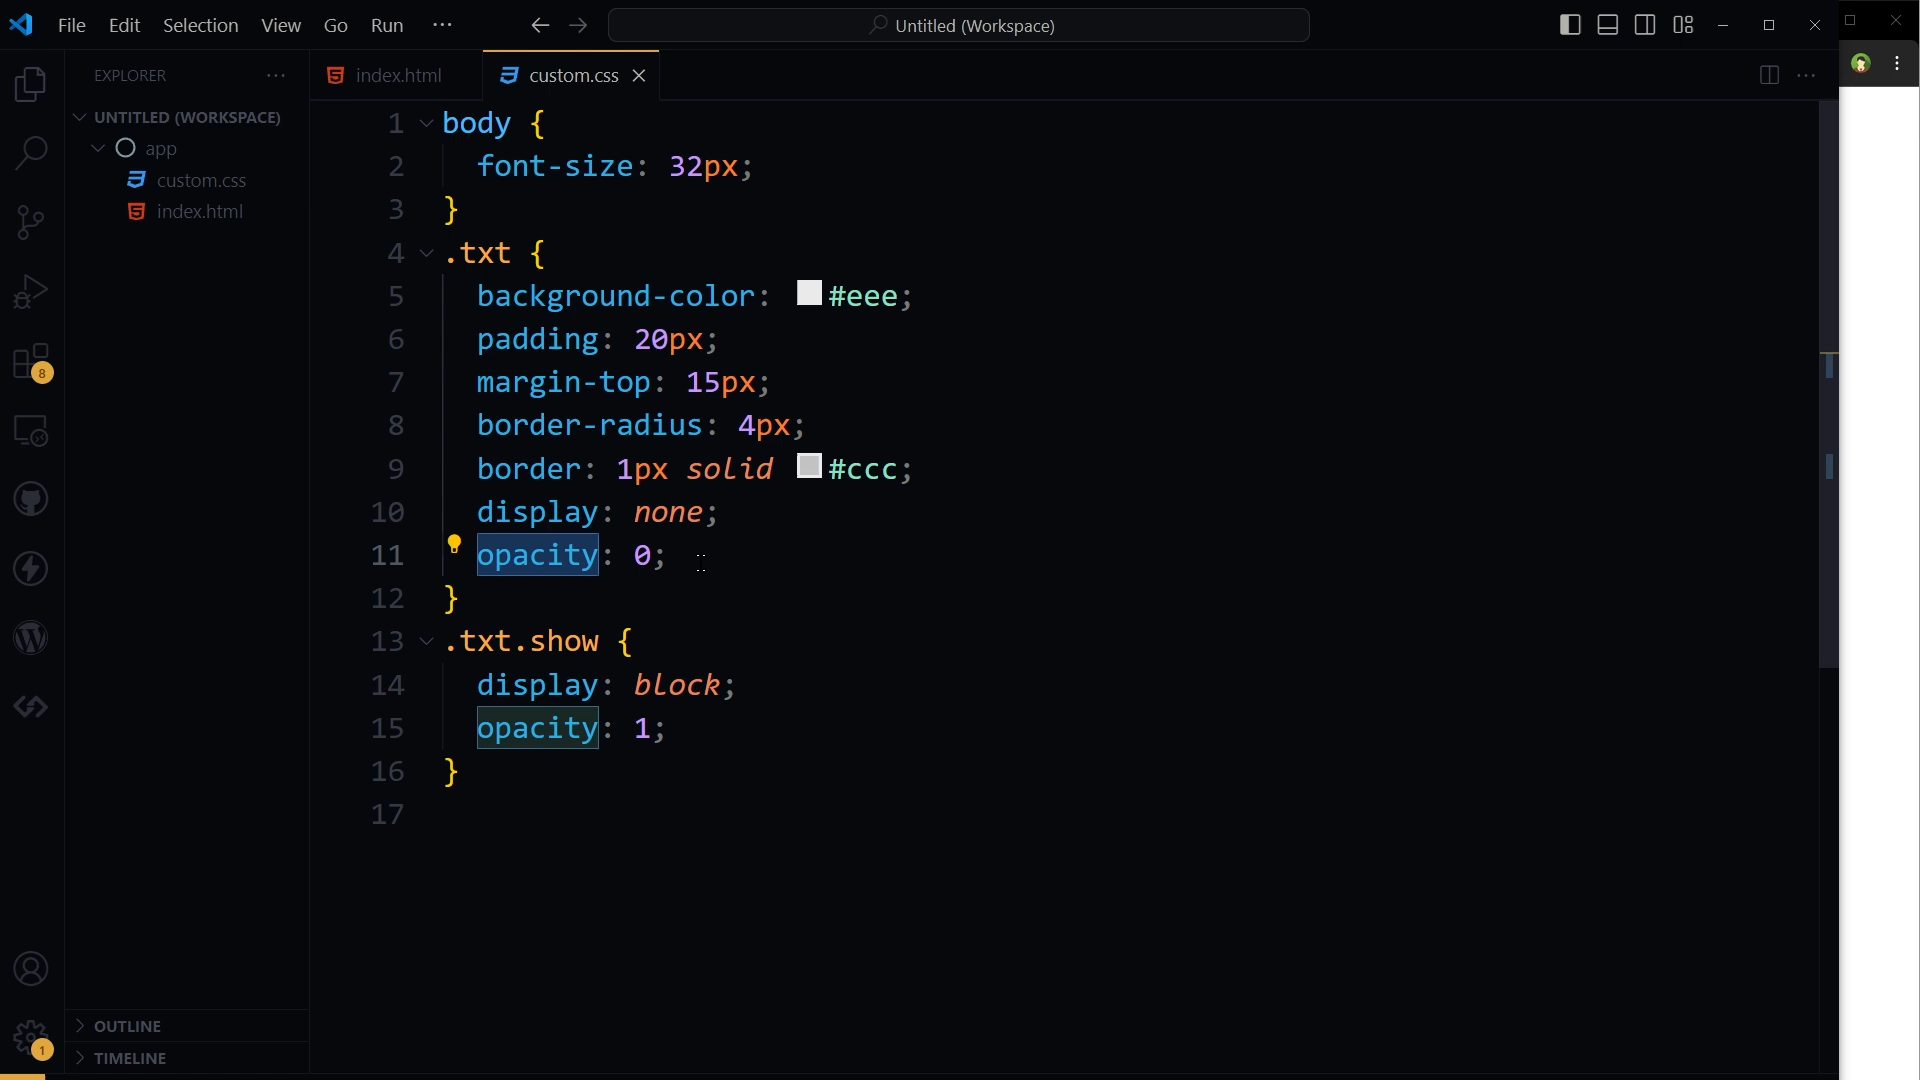 File Edit Selection View Go Run ··· Untitled (Workspace)
EXPLORER ···
index.html
custom.css
UNTITLED (WORKSPACE)
app
custom.css
index.html
1 body {
2 font-size: 32px;
3 }
4 .txt {
5 background-color: #eee;
6 padding: 20px;
7 margin-top: 15px;
8 border-radius: 4px;
9 border: 1px solid #ccc;
10 display: none;
11 opacity: 0;
12 }
13 .txt.show {
14 display: block;
15 opacity: 1;
16 }
17
8
1
OUTLINE
TIMELINE